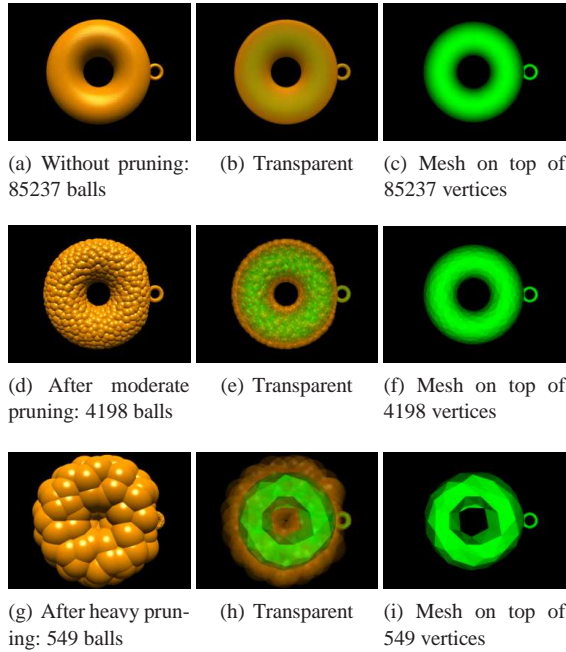 (a) Without pruning: 85237 balls
(b) Transparent
(c) Mesh on top of 85237 vertices
(d) After moderate pruning: 4198 balls
(e) Transparent
(f) Mesh on top of 4198 vertices
(g) After heavy prun-
ing: 549 balls
(h) Transparent
(i) Mesh on top of 549 vertices